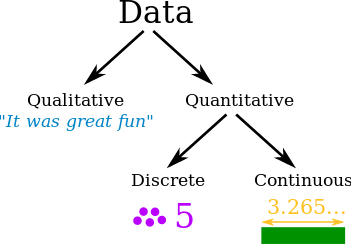 Data
Qualitative
Quantitative
"It was great fun"
Discrete
Continuous
5
3.265...